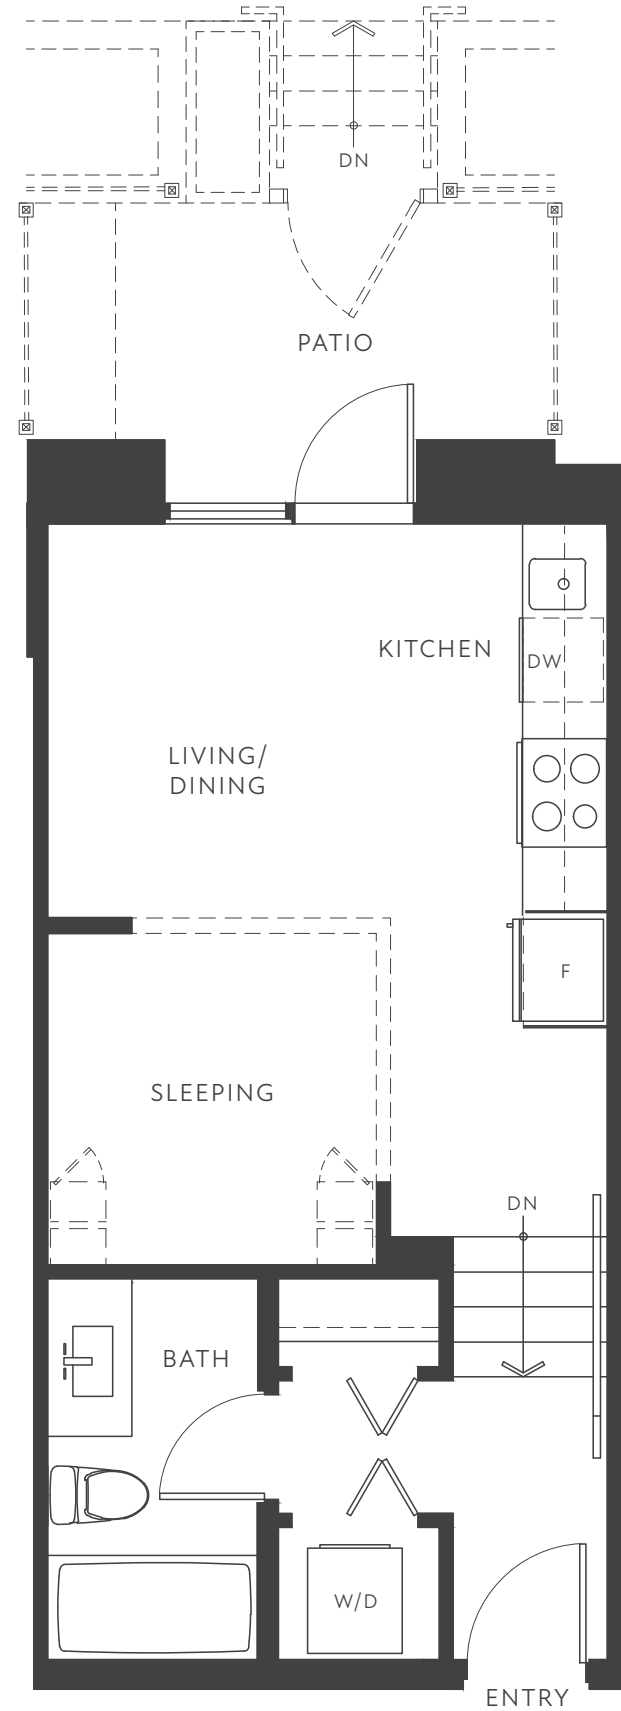 DN
PATIO
KITCHEN
DW
LIVING/
DINING
F
SLEEPING
DN
BATH
W/D
ENTRY